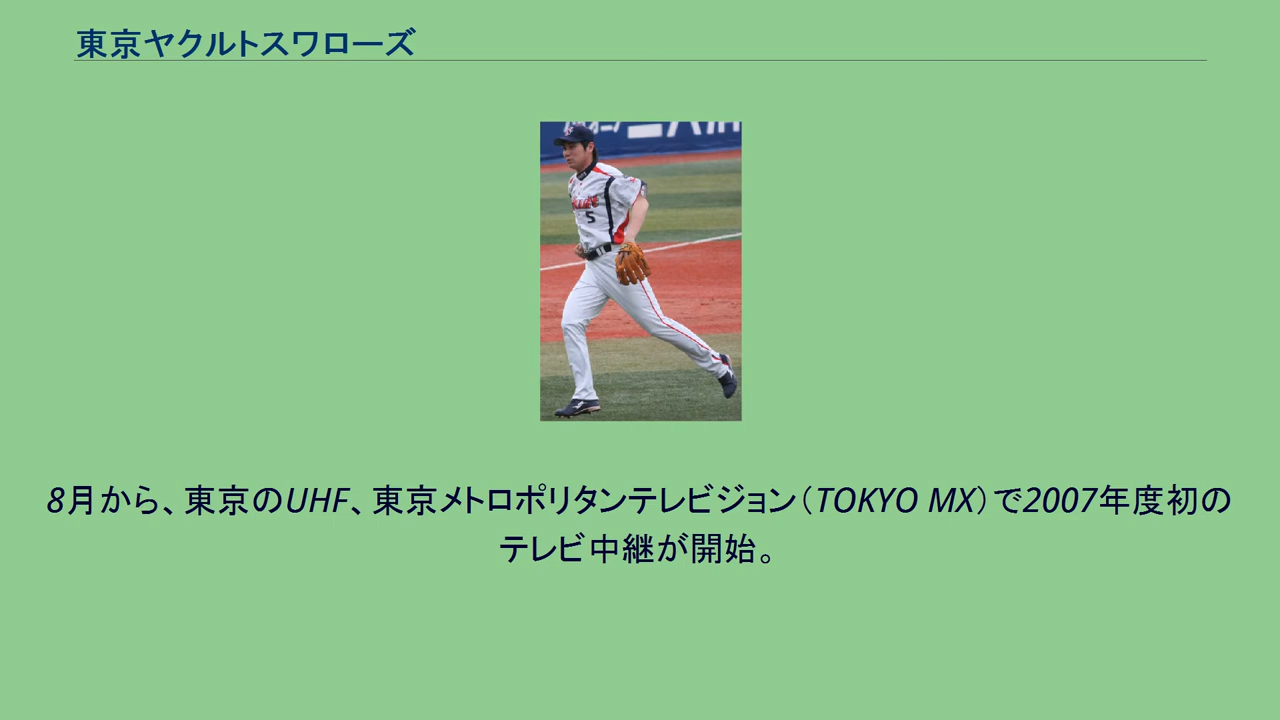 東京ヤクルトスワローズ
5
8月から、東京のUHF、東京メトロポリタンテレビジョン（TOKYO MX）で2007年度初の
テレビ中継が開始。